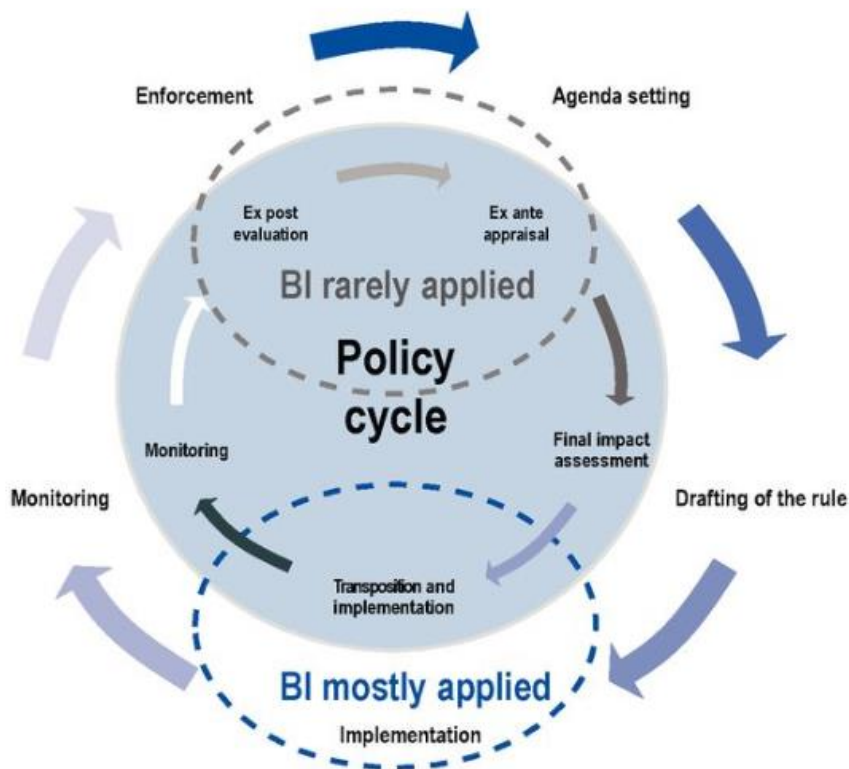 Enforcement
Agenda setting
Ex post
evaluation
Ex ante
appraisal
BI rarely applied
Policy
cycle
Monitoring
Final impact
assessment
Monitoring
Drafting of the rule
Transposition and
implementation
BI mostly applied
Implementation